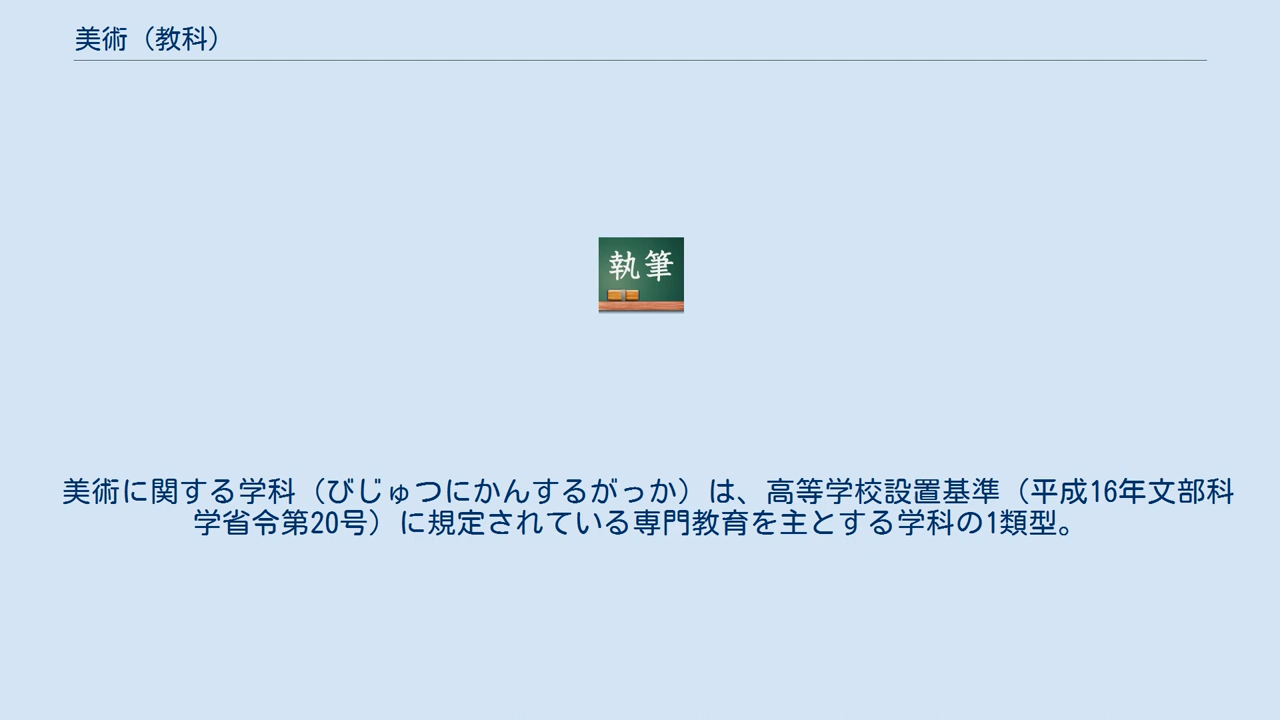 美術（教科）
執筆
美術に関する学科（びじゅつにかんするがっか）は、高等学校設置基準（平成16年文部科
学省令第20号）に規定されている専門教育を主とする学科の1類型。